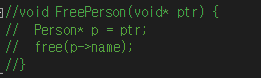 //void FreePerson(void* ptr) {
//  Person* p = ptr;
//  free(p->name);
//}